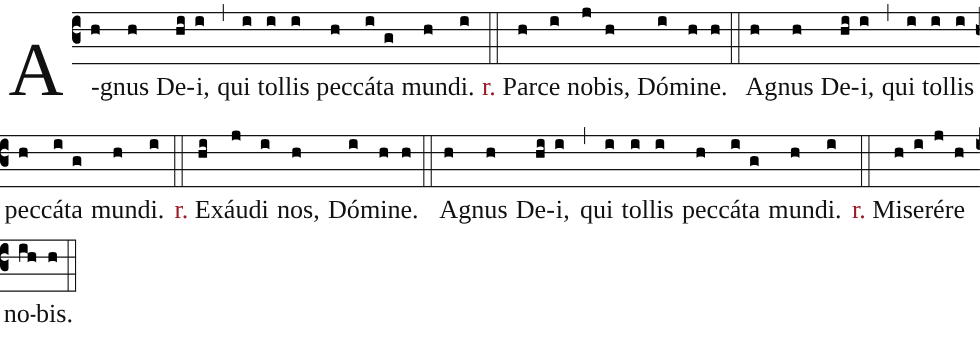 A-gnus De-i, qui tollis peccáta mundi. r. Parce nobis, Dómine. Agnus De-i, qui tollis
peccáta mundi. r. Exáudi nos, Dómine. Agnus De-i, qui tollis peccáta mundi. r. Miserére
no-bis.